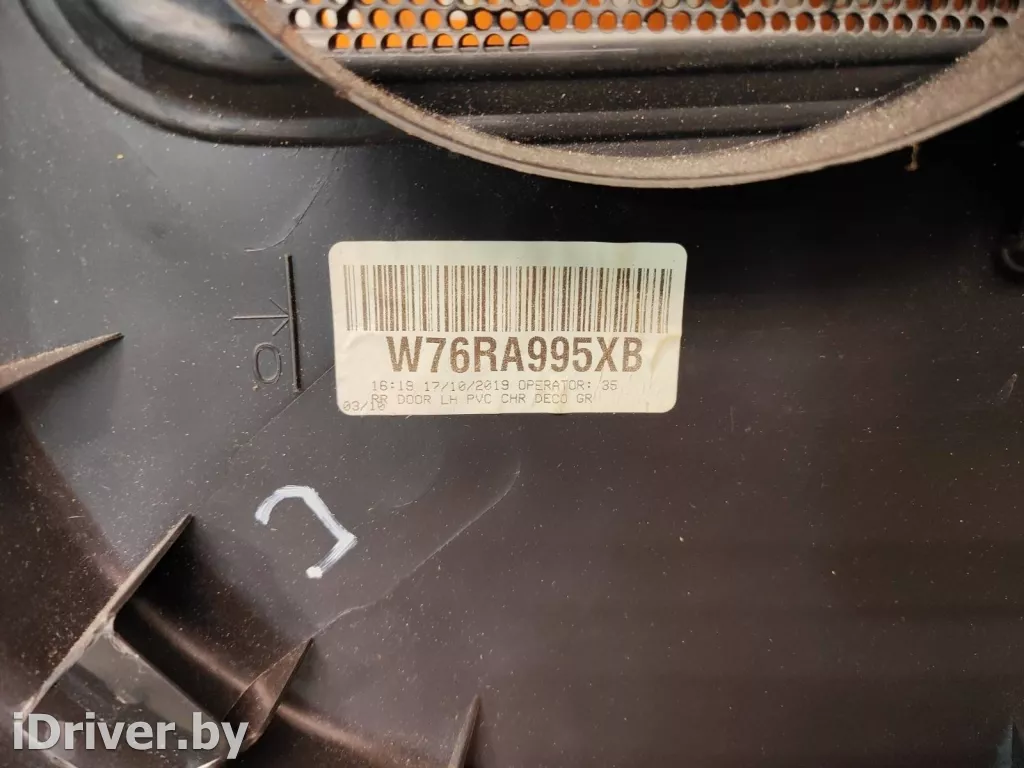 W76RA995XB
16:19 17/10/2019 OPERATOR: 35
RR DOOR LH PVC CHR DECO GR
03/10
O
iDriver.by